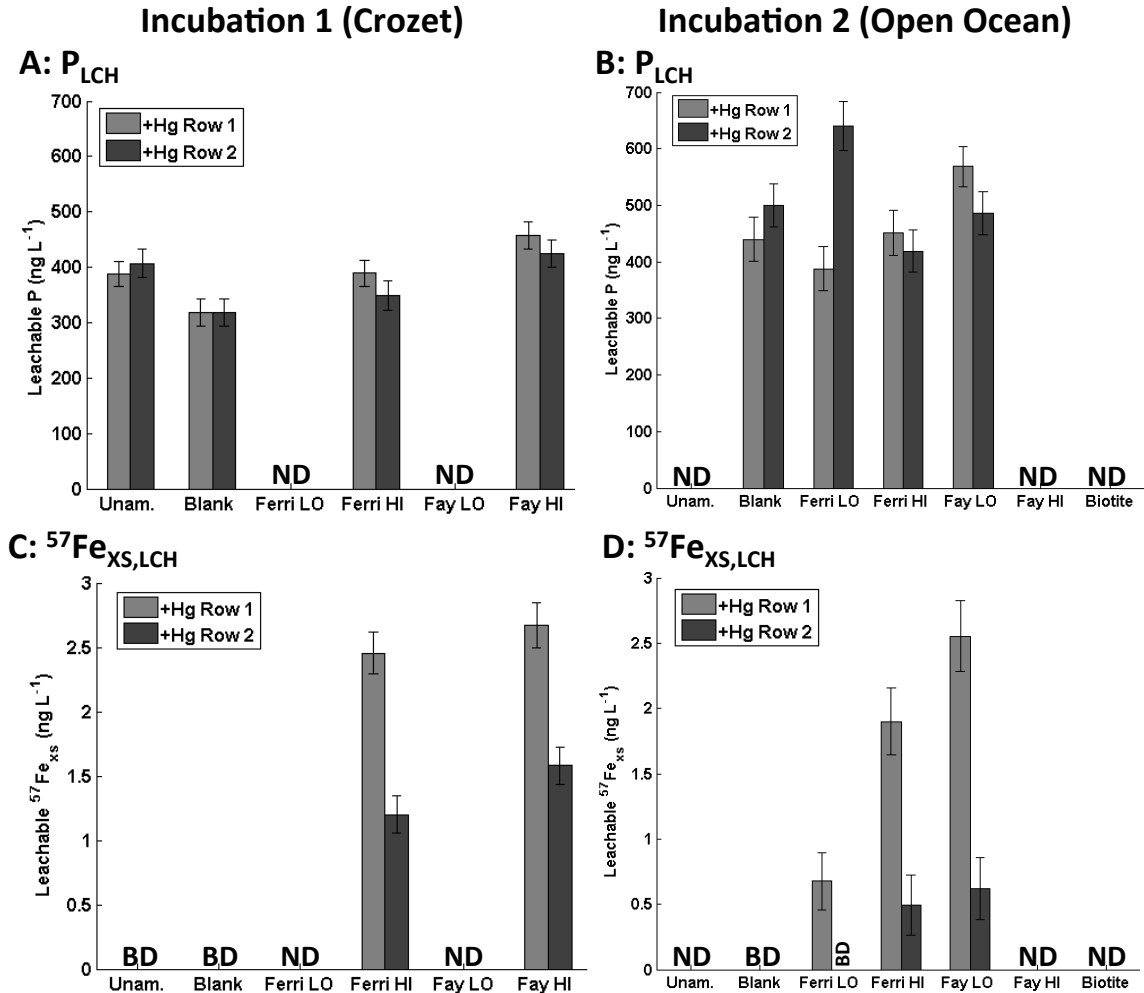 Incubation 1 (Crozet)
Incubation 2 (Open Ocean)
A: P_LCH
Leachable P (ng L⁻¹)
700
600
500
400
300
200
100
0
+Hg Row 1
+Hg Row 2
ND
ND
Unam. Blank Ferri LO Ferri HI Fay LO Fay HI
B: P_LCH
Leachable P (ng L⁻¹)
700
600
500
400
300
200
100
0
+Hg Row 1
+Hg Row 2
ND
ND
ND
Unam. Blank Ferri LO Ferri HI Fay LO Fay HI Biotite
C: ⁵⁷Fe_XS,LCH
Leachable ⁵⁷Fe_xs (ng L⁻¹)
3
2.5
2
1.5
1
0.5
0
+Hg Row 1
+Hg Row 2
BD
BD
ND
ND
Unam. Blank Ferri LO Ferri HI Fay LO Fay HI
D: ⁵⁷Fe_XS,LCH
Leachable ⁵⁷Fe_xs (ng L⁻¹)
3
2.5
2
1.5
1
0.5
0
+Hg Row 1
+Hg Row 2
ND
BD
BD
ND
ND
Unam. Blank Ferri LO Ferri HI Fay LO Fay HI Biotite